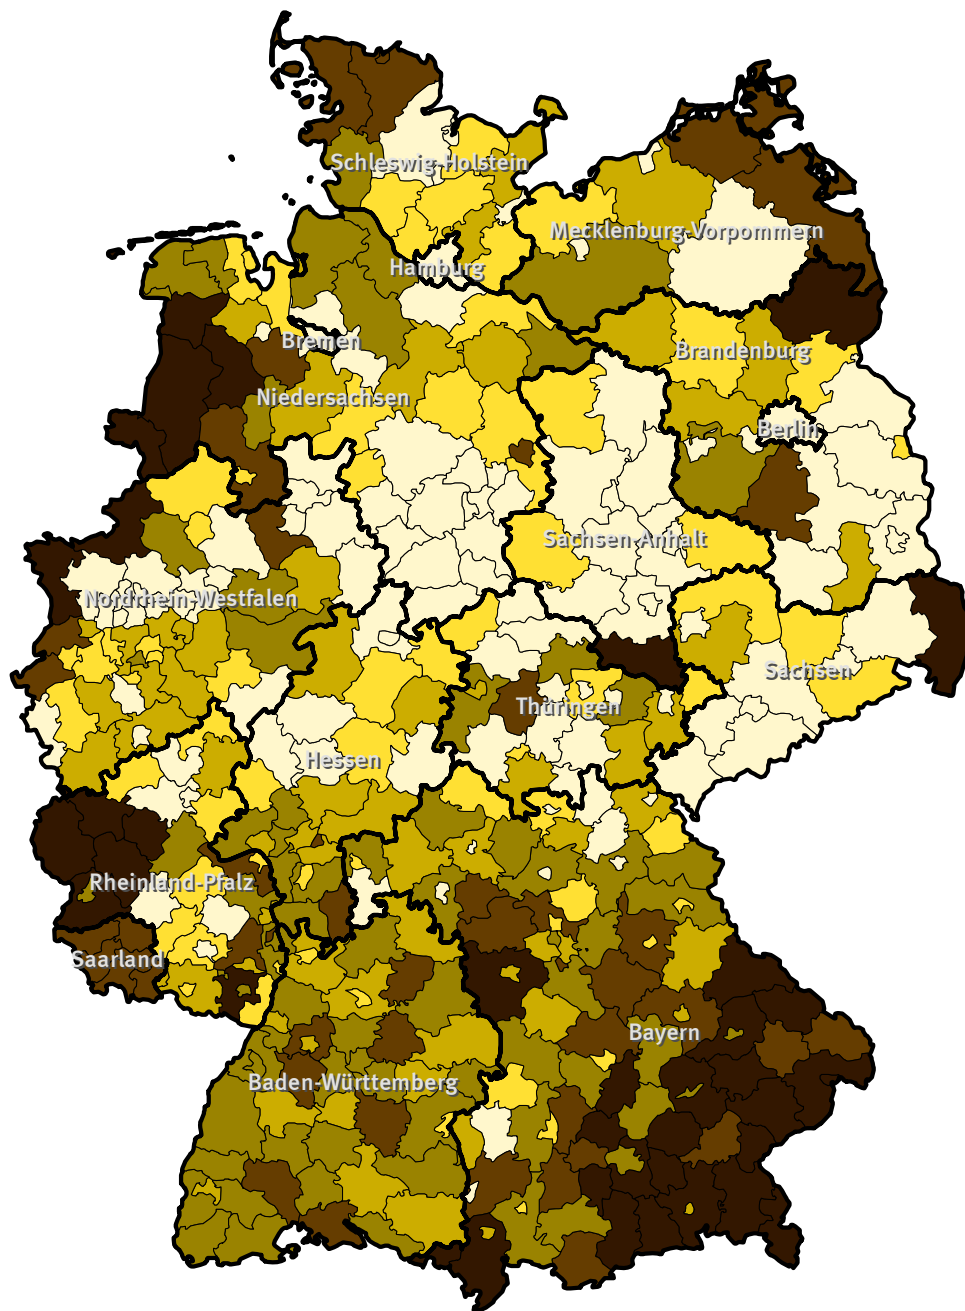 Schleswig-Holstein
Mecklenburg-Vorpommern
Hamburg
Bremen
Brandenburg
Niedersachsen
Berlin
Sachsen-Anhalt
Nordrhein-Westfalen
Sachsen
Thüringen
Hessen
Rheinland-Pfalz
Saarland
Bayern
Baden-Württemberg